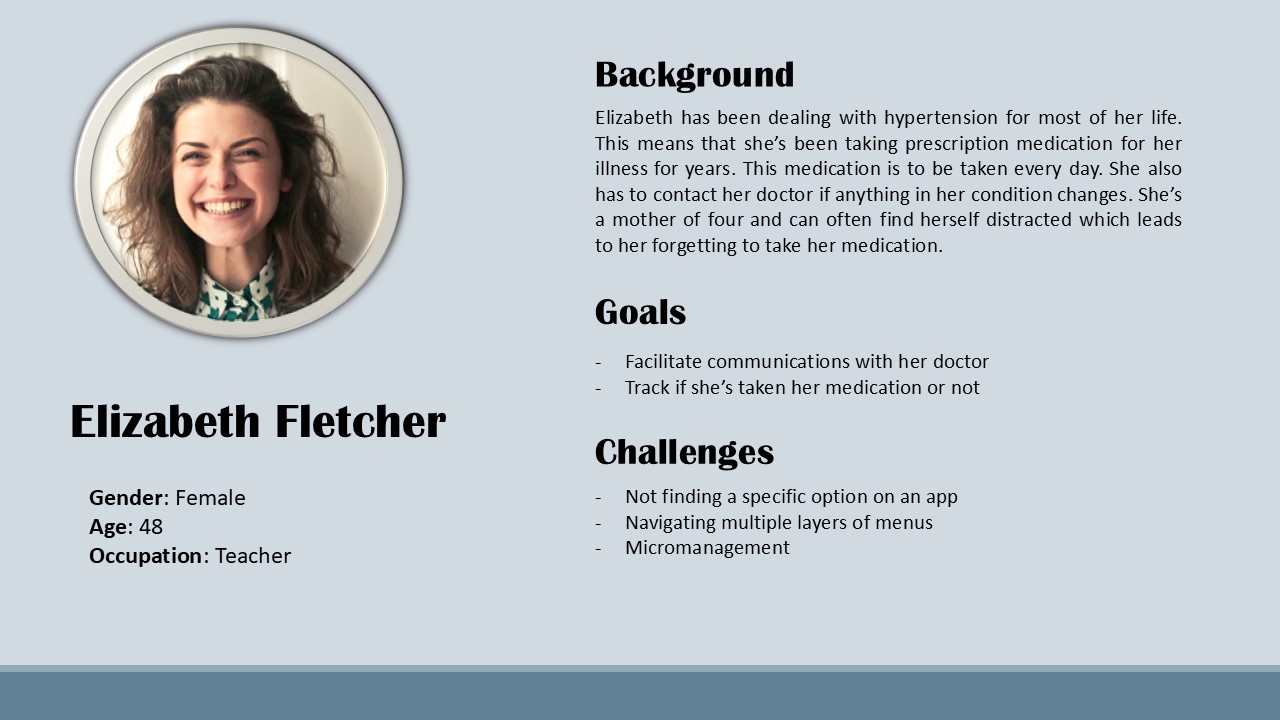 Elizabeth Fletcher
Gender: Female
Age: 48
Occupation: Teacher
Background
Elizabeth has been dealing with hypertension for most of her life.
This means that she’s been taking prescription medication for her
illness for years. This medication is to be taken every day. She also
has to contact her doctor if anything in her condition changes. She’s
a mother of four and can often find herself distracted which leads
to her forgetting to take her medication.
Goals
- Facilitate communications with her doctor
- Track if she’s taken her medication or not
Challenges
- Not finding a specific option on an app
- Navigating multiple layers of menus
- Micromanagement